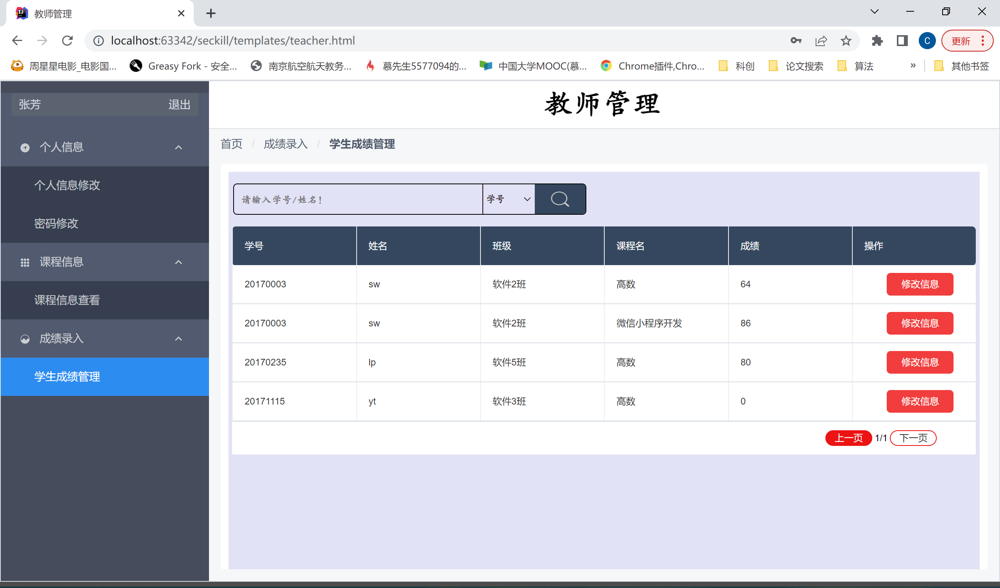 教师管理
localhost:63342/seckill/templates/teacher.html
C
更新
周星星电影_电影国...
Greasy Fork - 安全...
南京航空航天教务...
慕先生5577094的...
中国大学MOOC(慕...
Chrome插件,Chro...
科创
论文搜索
算法
»
其他书签
张芳 退出
个人信息
个人信息修改
密码修改
课程信息
课程信息查看
成绩录入
学生成绩管理
教师管理
首页 / 成绩录入 / 学生成绩管理
请输入学号/姓名! 学号
学号 姓名 班级 课程名 成绩 操作
20170003 sw 软件2班 高数 64 修改信息
20170003 sw 软件2班 微信小程序开发 86 修改信息
20170235 lp 软件5班 高数 80 修改信息
20171115 yt 软件3班 高数 0 修改信息
上一页 1/1 下一页